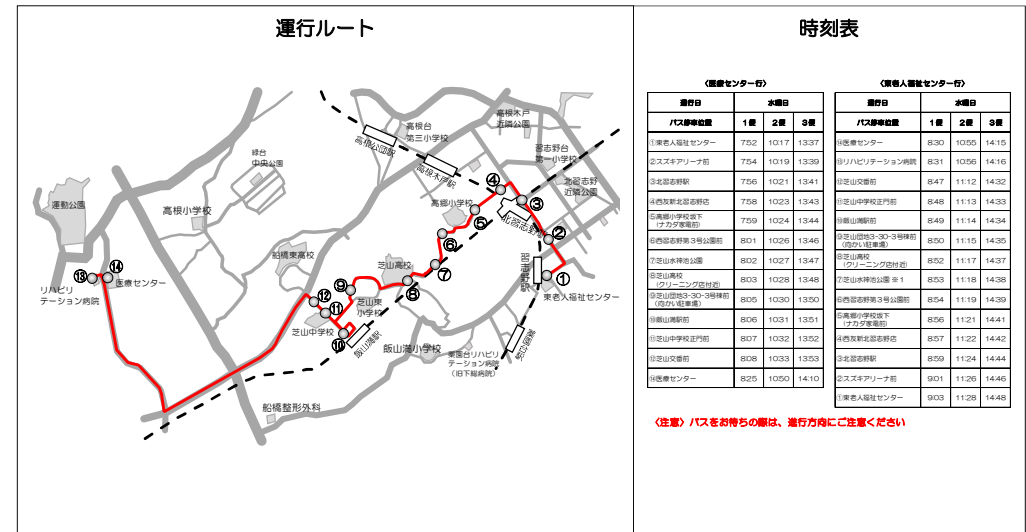 運行ルート
高根公団駅
高根台
第三小学校
高根木戸
近隣公園
高根木戸駅
習志野台
第一小学校
北習志野
近隣公園
緑台
中央公園
運動公園
高根小学校
高郷小学校
北習志野駅
④
③
⑤
②
⑥
⑦
船橋東高校
芝山高校
⑧
習志野駅
①
東老人福祉センター
⑬
⑭
リハビリ
テーション病院
医療センター
⑨
芝山東
小学校
⑫
⑪
芝山中学校
⑩
飯山満駅
飯山満小学校
薬園台駅
薬園台リハビリ
テーション病院
(旧下総病院)
船橋整形外科
時刻表
〈医療センター行〉
運行日 水曜日
バス停車位置 1便 2便 3便
①東老人福祉センター 7:52 10:17 13:37
②スズキアリーナ前 7:54 10:19 13:39
③北習志野駅 7:56 10:21 13:41
④西友新北習志野店 7:58 10:23 13:43
⑤高郷小学校坂下
(ナカダ家電前) 7:59 10:24 13:44
⑥西習志野第3号公園前 8:01 10:26 13:46
⑦芝山水神池公園 8:02 10:27 13:47
⑧芝山高校
(クリーニング店付近) 8:03 10:28 13:48
⑨芝山団地3-30-3号棟前
(向かい駐車場) 8:05 10:30 13:50
⑩飯山満駅前 8:06 10:31 13:51
⑪芝山中学校正門前 8:07 10:32 13:52
⑫芝山交番前 8:08 10:33 13:53
⑭医療センター 8:25 10:50 14:10
〈東老人福祉センター行〉
運行日 水曜日
バス停車位置 1便 2便 3便
⑭医療センター 8:30 10:55 14:15
⑬リハビリテーション病院 8:31 10:56 14:16
⑫芝山交番前 8:47 11:12 14:32
⑪芝山中学校正門前 8:48 11:13 14:33
⑩飯山満駅前 8:49 11:14 14:34
⑨芝山団地3-30-3号棟前
(向かい駐車場) 8:50 11:15 14:35
⑧芝山高校
(クリーニング店付近) 8:52 11:17 14:37
⑦芝山水神池公園 ※1 8:53 11:18 14:38
⑥西習志野第3号公園前 8:54 11:19 14:39
⑤高郷小学校坂下
(ナカダ家電前) 8:56 11:21 14:41
④西友新北習志野店 8:57 11:22 14:42
③北習志野駅 8:59 11:24 14:44
②スズキアリーナ前 9:01 11:26 14:46
①東老人福祉センター 9:03 11:28 14:48
〈注意〉バスをお待ちの際は、進行方向にご注意ください